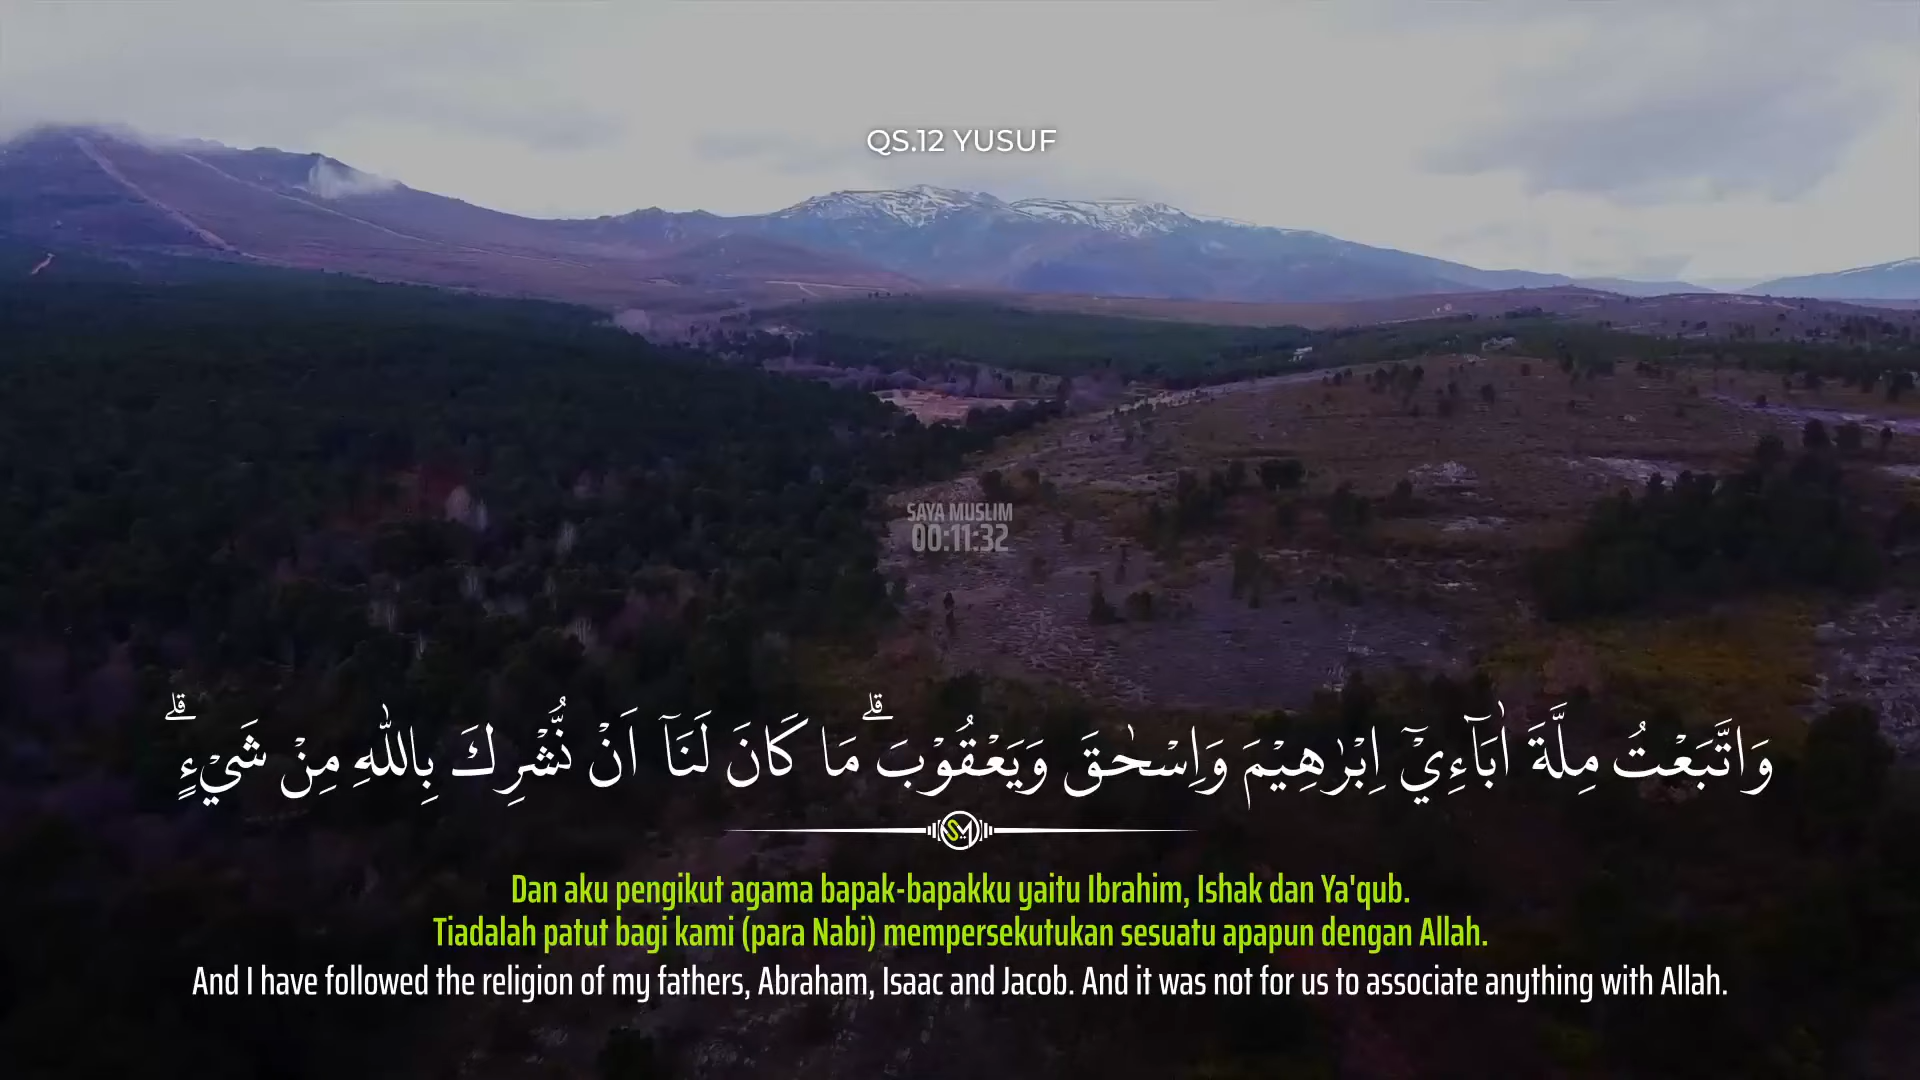 QS.12 YUSUF
SAYA MUSLIM
00:11:32
وَاتَّبَعْتُ مِلَّةَ اٰبَاۤءِيْٓ اِبْرٰهِيْمَ وَاِسْحٰقَ وَيَعْقُوْبَۗ مَا كَانَ لَنَآ اَنْ نُّشْرِكَ بِاللّٰهِ مِنْ شَيْءٍۗ
SM
Dan aku pengikut agama bapak-bapakku yaitu Ibrahim, Ishak dan Ya'qub.
Tiadalah patut bagi kami (para Nabi) mempersekutukan sesuatu apapun dengan Allah.
And I have followed the religion of my fathers, Abraham, Isaac and Jacob. And it was not for us to associate anything with Allah.